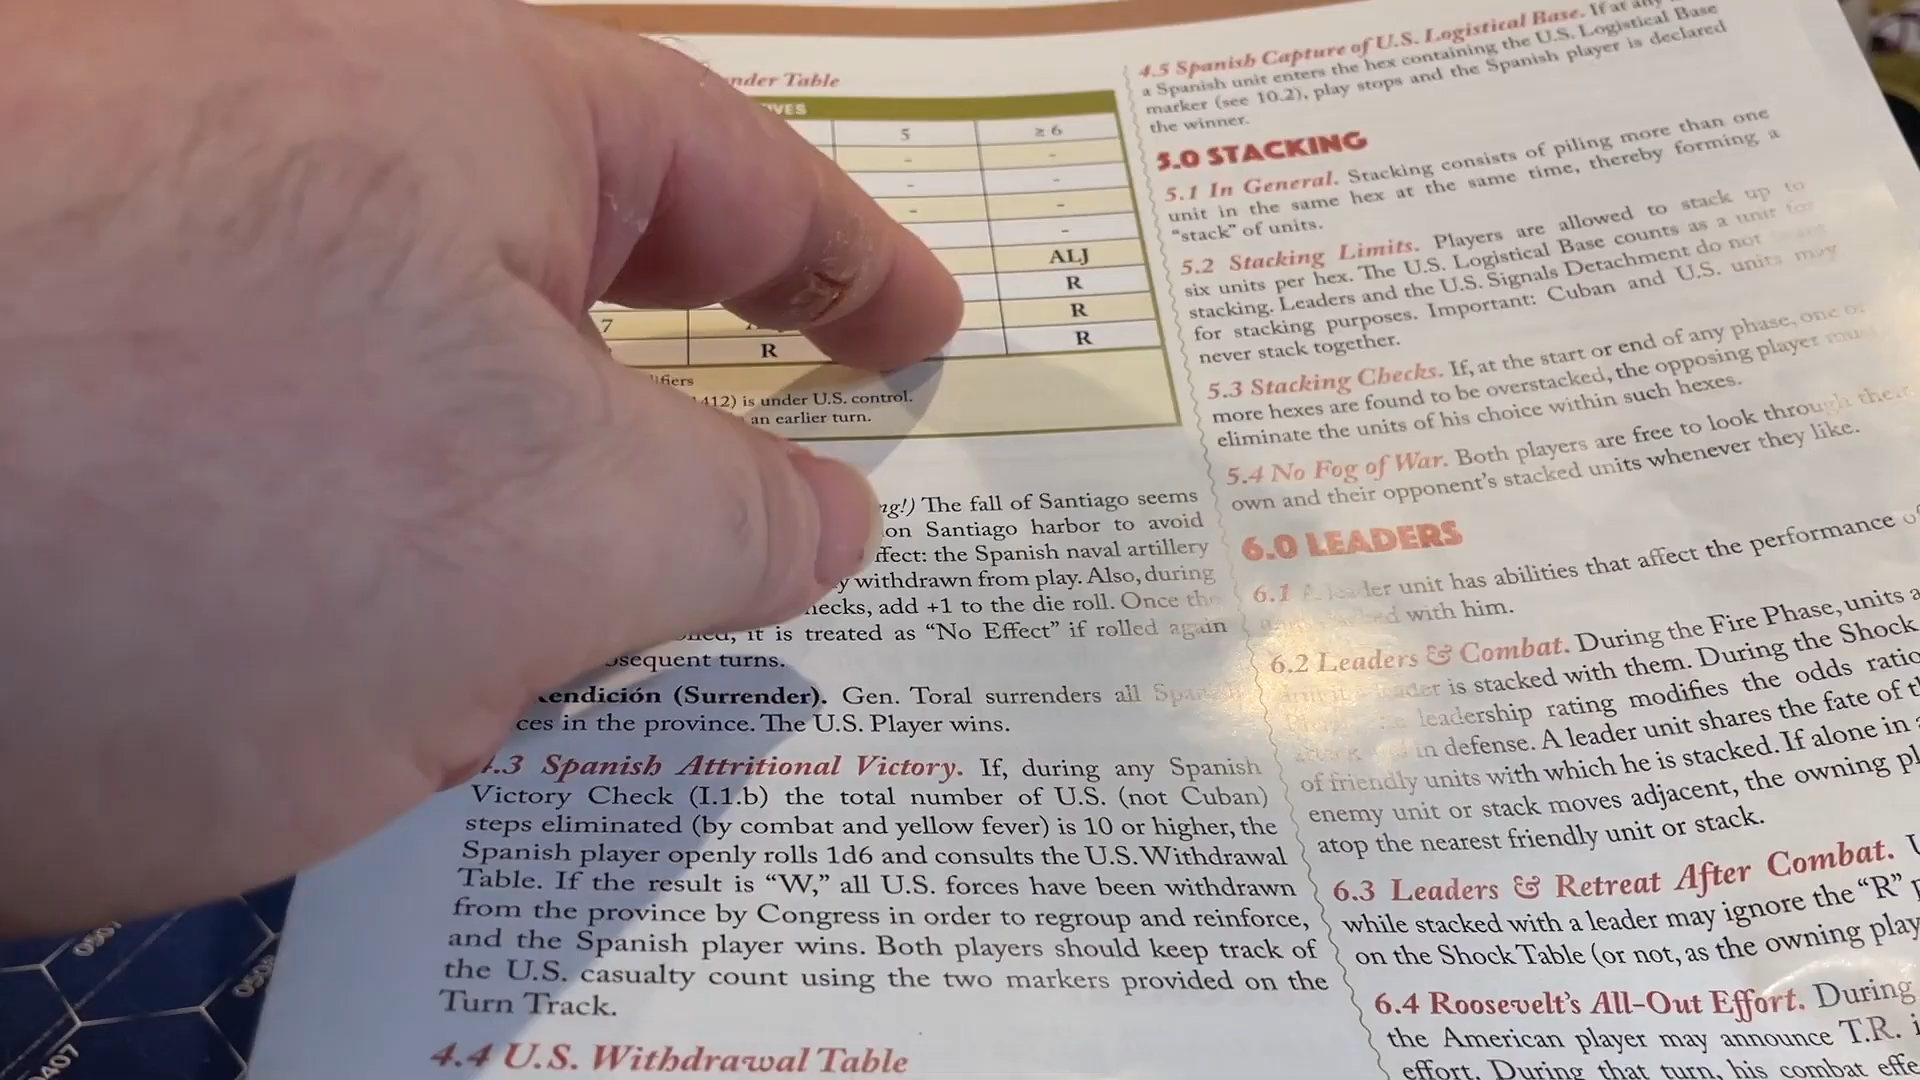 nder Table
VES
5
≥ 6
-
-
-
-
-
-
-
ALJ
R
R
7
R
R
ifiers
412) is under U.S. control.
an earlier turn.
ng!) The fall of Santiago seems
on Santiago harbor to avoid
ffect: the Spanish naval artillery
y withdrawn from play. Also, during
hecks, add +1 to the die roll. Once the
it is treated as “No Effect” if rolled again
bsequent turns.
Rendición (Surrender). Gen. Toral surrenders all Spanish
ces in the province. The U.S. Player wins.
4.3 Spanish Attritional Victory. If, during any Spanish
Victory Check (I.1.b) the total number of U.S. (not Cuban)
steps eliminated (by combat and yellow fever) is 10 or higher, the
Spanish player openly rolls 1d6 and consults the U.S. Withdrawal
Table. If the result is “W,” all U.S. forces have been withdrawn
from the province by Congress in order to regroup and reinforce,
and the Spanish player wins. Both players should keep track of
the U.S. casualty count using the two markers provided on the
Turn Track.
4.4 U.S. Withdrawal Table
4.5 Spanish Capture of U.S. Logistical Base. If at any
a Spanish unit enters the hex containing the U.S. Logistical Base
marker (see 10.2), play stops and the Spanish player is declared
the winner.
5.0 STACKING
5.1 In General. Stacking consists of piling more than one
unit in the same hex at the same time, thereby forming a
“stack” of units.
5.2 Stacking Limits. Players are allowed to stack up to
six units per hex. The U.S. Logistical Base counts as a unit for
stacking. Leaders and the U.S. Signals Detachment do not count
for stacking purposes. Important: Cuban and U.S. units may
never stack together.
5.3 Stacking Checks. If, at the start or end of any phase, one or
more hexes are found to be overstacked, the opposing player must
eliminate the units of his choice within such hexes.
5.4 No Fog of War. Both players are free to look through their
own and their opponent’s stacked units whenever they like.
6.0 LEADERS
6.1 A leader unit has abilities that affect the performance of
stacked with him.
6.2 Leaders & Combat. During the Fire Phase, units a
leader is stacked with them. During the Shock
leadership rating modifies the odds ratio
attack in defense. A leader unit shares the fate of th
of friendly units with which he is stacked. If alone in a
enemy unit or stack moves adjacent, the owning pl
atop the nearest friendly unit or stack.
6.3 Leaders & Retreat After Combat. U
while stacked with a leader may ignore the “R”
on the Shock Table (or not, as the owning play
6.4 Roosevelt’s All-Out Effort. During
the American player may announce T.R. i
effort. During that turn, his combat effe
0907
0908
0407